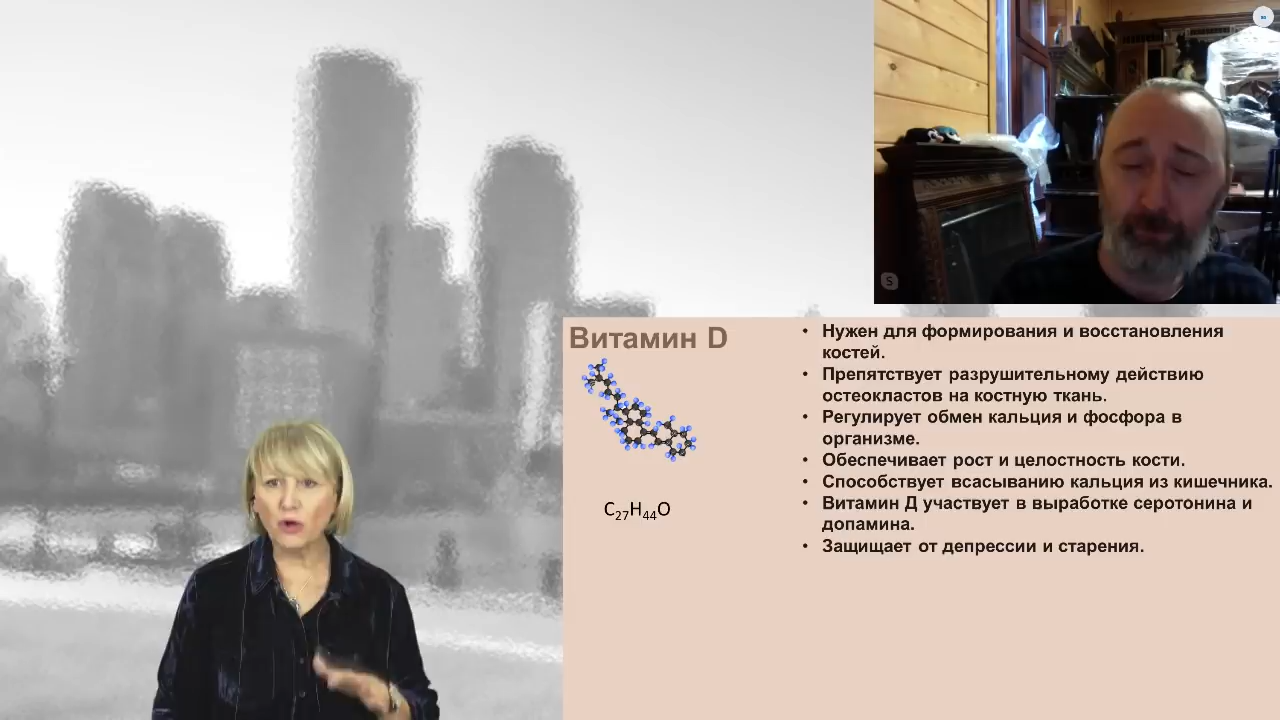 Витамин D
C27H44O
• Нужен для формирования и восстановления
костей.
• Препятствует разрушительному действию
остеокластов на костную ткань.
• Регулирует обмен кальция и фосфора в
организме.
• Обеспечивает рост и целостность кости.
• Способствует всасыванию кальция из кишечника.
• Витамин Д участвует в выработке серотонина и
допамина.
• Защищает от депрессии и старения.